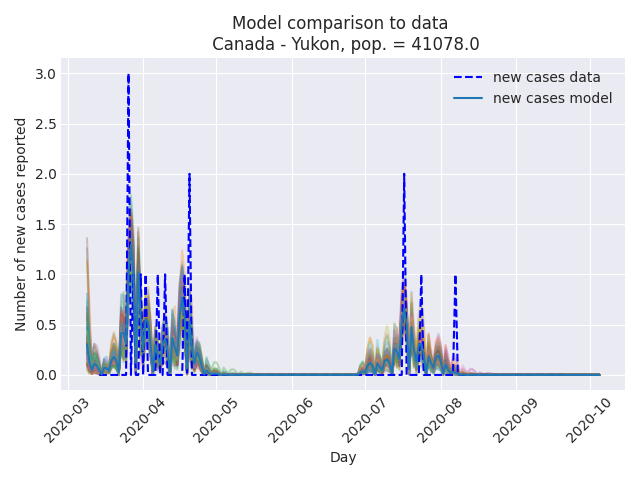 Model comparison to data
Canada - Yukon, pop. = 41078.0
new cases data
new cases model
Number of new cases reported
3.0
2.5
2.0
1.5
1.0
0.5
0.0
2020-03
2020-04
2020-05
2020-06
2020-07
2020-08
2020-09
2020-10
Day